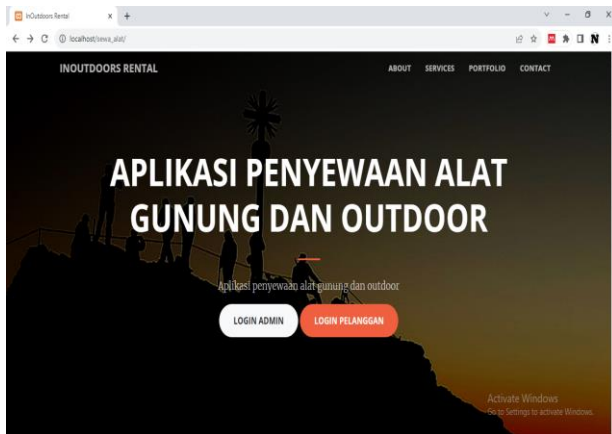 InOutdoors Rental
localhost/sewa_alat/
INOUTDOORS RENTAL
ABOUT SERVICES PORTFOLIO CONTACT
APLIKASI PENYEWAAN ALAT
GUNUNG DAN OUTDOOR
Aplikasi penyewaan alat gunung dan outdoor
LOGIN ADMIN LOGIN PELANGGAN
Activate Windows
Go to Settings to activate Windows.